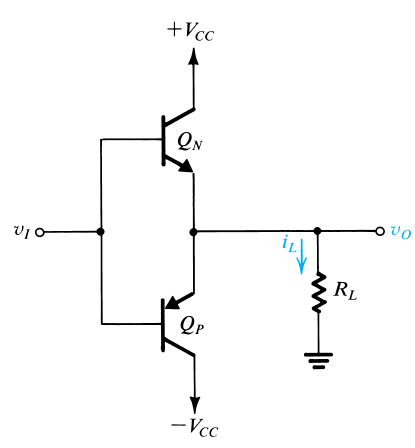 +V_CC
Q_N
v_I
v_O
i_L
R_L
Q_P
−V_CC